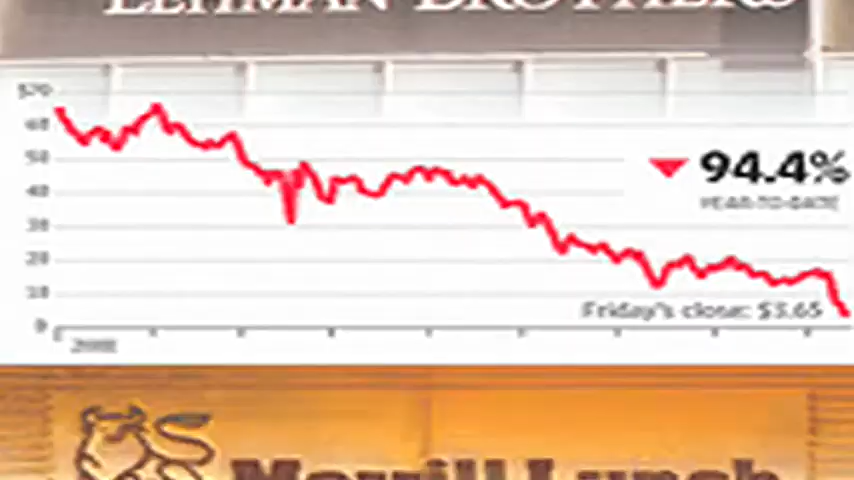 LEHMAN BROTHERS
$70
60
50
94.4%
40
YEAR-TO-DATE
30
20
10
Friday's close: $3.65
0
2008
Merrill Lynch